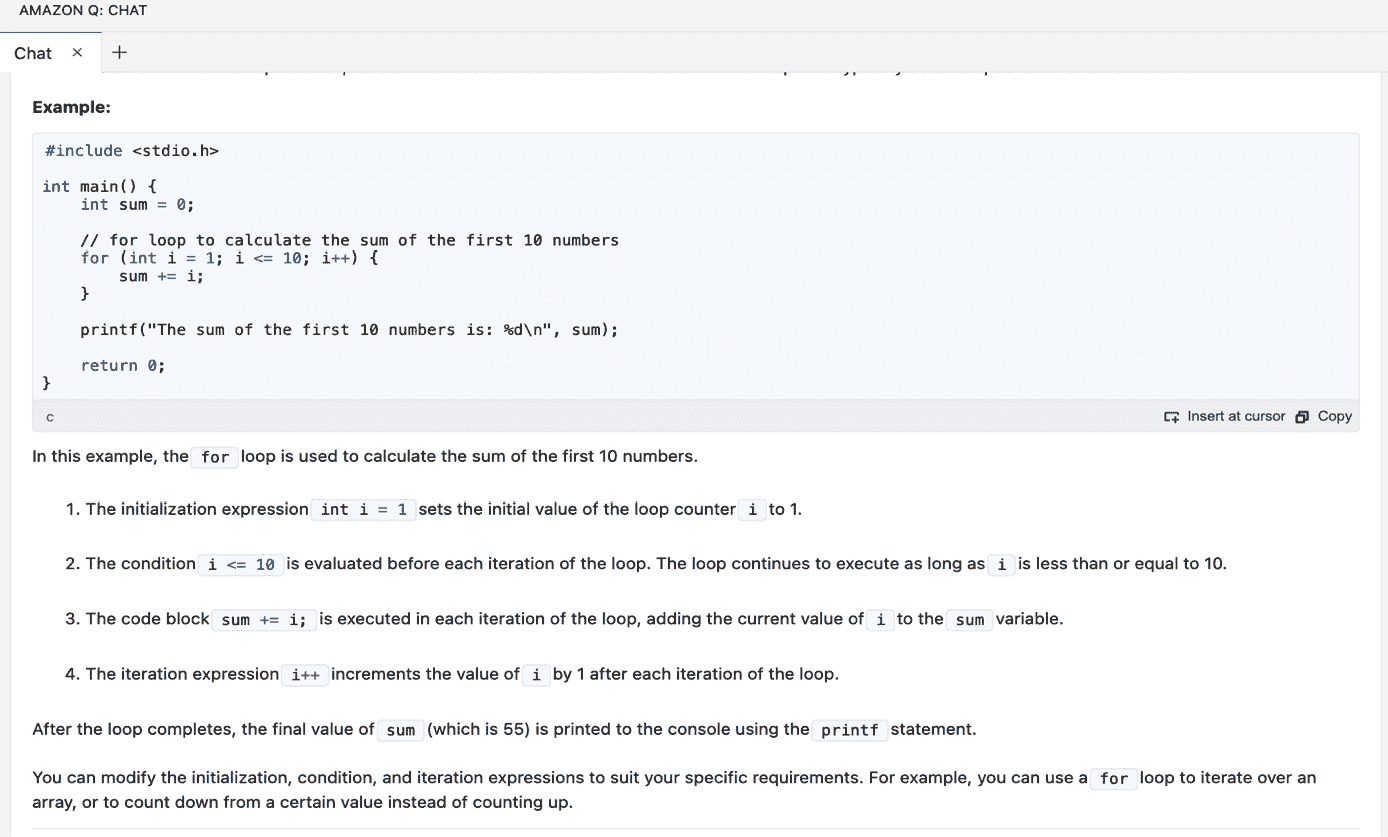 AMAZON Q: CHAT
Chat
Example:
#include <stdio.h>
int main() {
int sum = 0;
// for loop to calculate the sum of the first 10 numbers
for (int i = 1; i <= 10; i++) {
sum += i;
}
printf("The sum of the first 10 numbers is: %d\n", sum);
return 0;
}
c Insert at cursor Copy
In this example, the for loop is used to calculate the sum of the first 10 numbers.
1. The initialization expression int i = 1 sets the initial value of the loop counter i to 1.
2. The condition i <= 10 is evaluated before each iteration of the loop. The loop continues to execute as long as i is less than or equal to 10.
3. The code block sum += i; is executed in each iteration of the loop, adding the current value of i to the sum variable.
4. The iteration expression i++ increments the value of i by 1 after each iteration of the loop.
After the loop completes, the final value of sum (which is 55) is printed to the console using the printf statement.
You can modify the initialization, condition, and iteration expressions to suit your specific requirements. For example, you can use a for loop to iterate over an
array, or to count down from a certain value instead of counting up.